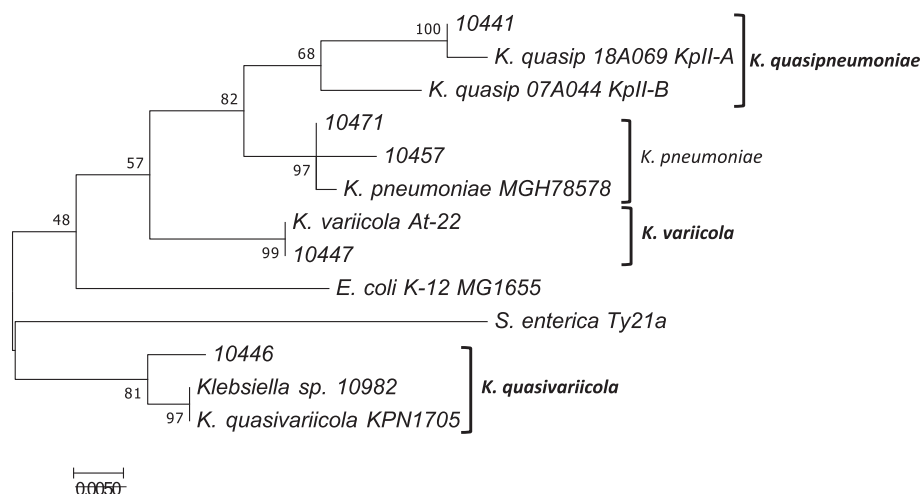 10441
100
K. quasip 18A069 KpII-A
68
K. quasipneumoniae
K. quasip 07A044 KpII-B
82
10471
10457
K. pneumoniae
97
K. pneumoniae MGH78578
57
K. variicola At-22
48
K. variicola
99
10447
E. coli K-12 MG1655
S. enterica Ty21a
10446
Klebsiella sp. 10982
K. quasivariicola
81
97
K. quasivariicola KPN1705
0.0050